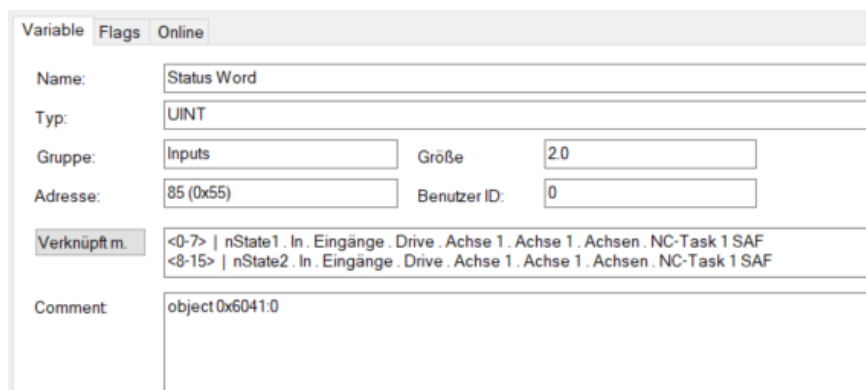 Variable Flags Online
Name: Status Word
Typ: UINT
Gruppe: Inputs Größe 2.0
Adresse: 85 (0x55) Benutzer ID: 0
Verknüpft m. <0-7> | nState1 . In . Eingänge . Drive . Achse 1 . Achse 1 . Achsen . NC-Task 1 SAF
<8-15> | nState2 . In . Eingänge . Drive . Achse 1 . Achse 1 . Achsen . NC-Task 1 SAF
Comment: object 0x6041:0